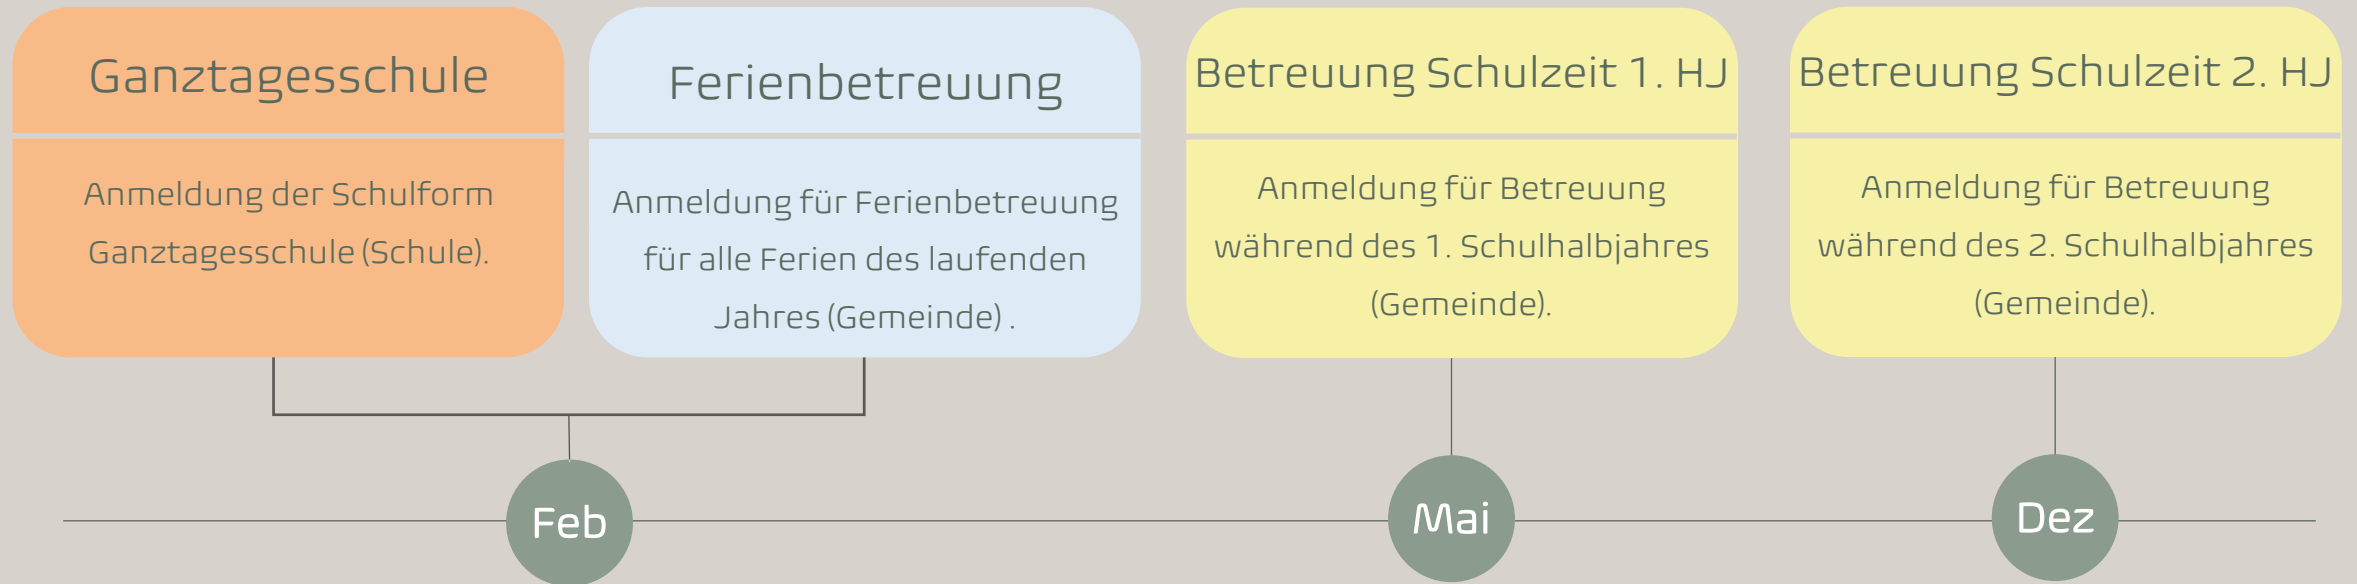 Ganztagesschule
Anmeldung der Schulform
Ganztagesschule (Schule).
Ferienbetreuung
Anmeldung für Ferienbetreuung
für alle Ferien des laufenden
Jahres (Gemeinde) .
Betreuung Schulzeit 1. HJ
Anmeldung für Betreuung
während des 1. Schulhalbjahres
(Gemeinde).
Betreuung Schulzeit 2. HJ
Anmeldung für Betreuung
während des 2. Schulhalbjahres
(Gemeinde).
Feb
Mai
Dez